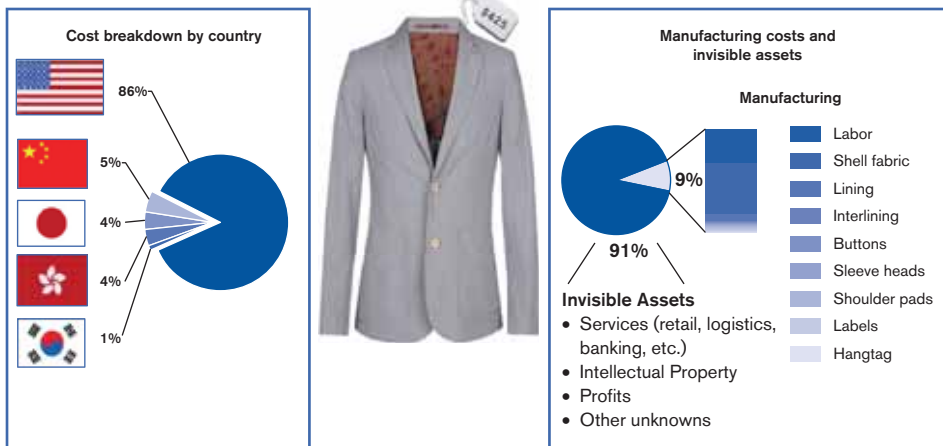 Cost breakdown by country
86%
5%
4%
4%
1%
$425
Manufacturing costs and
invisible assets
Manufacturing
9%
91%
Labor
Shell fabric
Lining
Interlining
Buttons
Sleeve heads
Shoulder pads
Labels
Hangtag
Invisible Assets
• Services (retail, logistics,
banking, etc.)
• Intellectual Property
• Profits
• Other unknowns